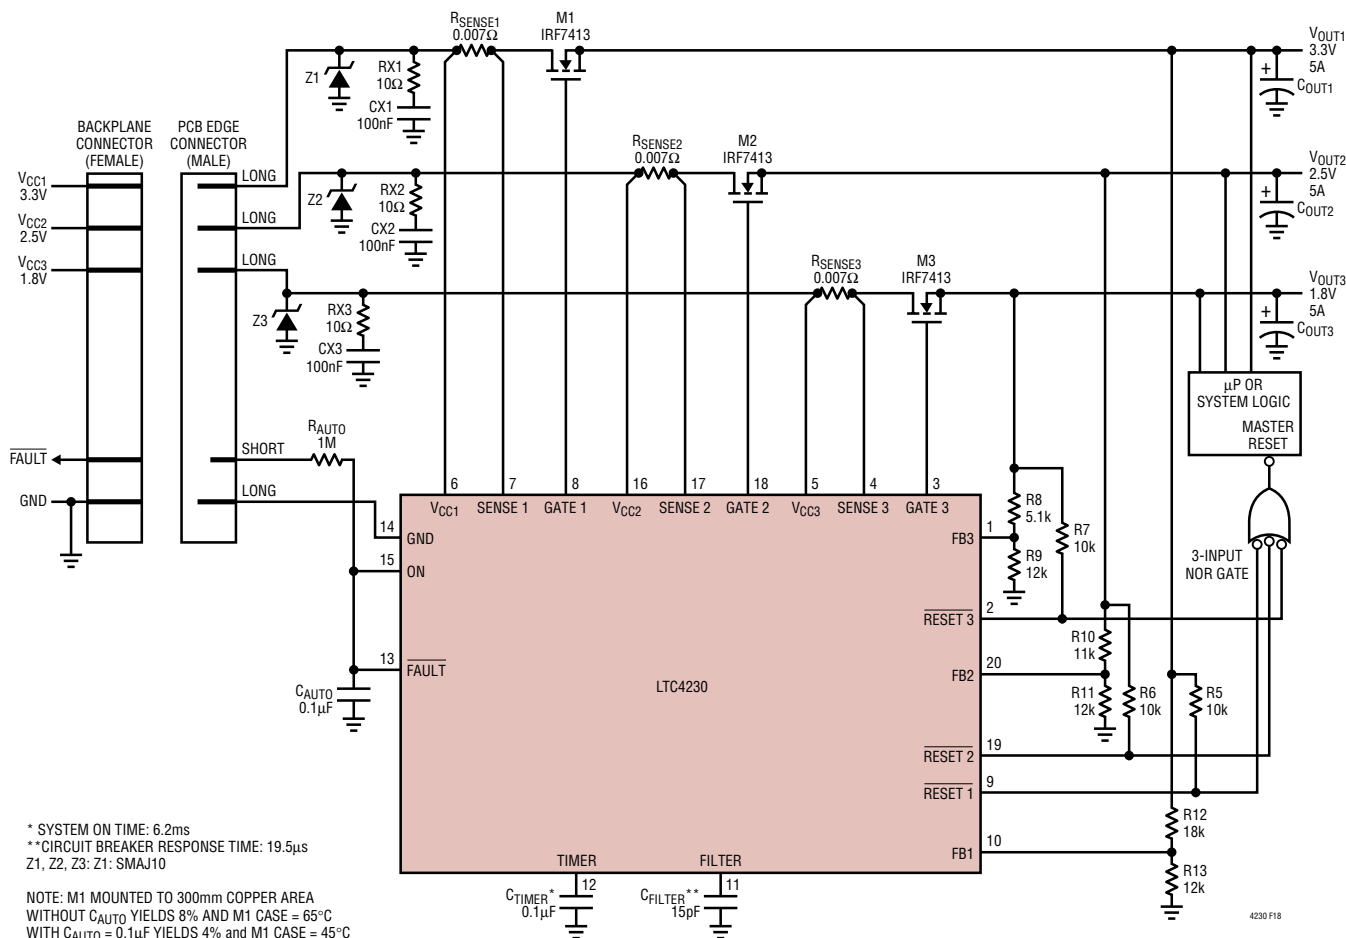 RSENSE1
0.007Ω
M1
IRF7413
VOUT1
3.3V
5A
Z1
RX1
10Ω
+
COUT1
CX1
100nF
BACKPLANE
CONNECTOR
(FEMALE)
PCB EDGE
CONNECTOR
(MALE)
RSENSE2
0.007Ω
M2
IRF7413
VOUT2
2.5V
5A
VCC1
3.3V
LONG
Z2
RX2
10Ω
+
COUT2
VCC2
2.5V
LONG
CX2
100nF
VCC3
1.8V
LONG
RSENSE3
0.007Ω
M3
IRF7413
VOUT3
1.8V
5A
Z3
RX3
10Ω
+
COUT3
CX3
100nF
µP OR
SYSTEM LOGIC
MASTER
RESET
FAULT
SHORT
RAUTO
1M
GND
LONG
6 7 8 16 17 18 5 4 3
VCC1 SENSE 1 GATE 1 VCC2 SENSE 2 GATE 2 VCC3 SENSE 3 GATE 3
14
GND
15
ON
13
FAULT
CAUTO
0.1µF
LTC4230
1
FB3
R8
5.1k
R9
12k
R7
10k
3-INPUT
NOR GATE
2
RESET 3
20
FB2
R10
11k
R11
12k
R6
10k
R5
10k
19
RESET 2
9
RESET 1
10
FB1
R12
18k
R13
12k
TIMER
12
CTIMER*
0.1µF
FILTER
11
CFILTER**
15pF
* SYSTEM ON TIME: 6.2ms
**CIRCUIT BREAKER RESPONSE TIME: 19.5µs
Z1, Z2, Z3: Z1: SMAJ10
NOTE: M1 MOUNTED TO 300mm COPPER AREA
WITHOUT CAUTO YIELDS 8% AND M1 CASE = 65°C
WITH CAUTO = 0.1µF YIELDS 4% and M1 CASE = 45°C
4230 F18